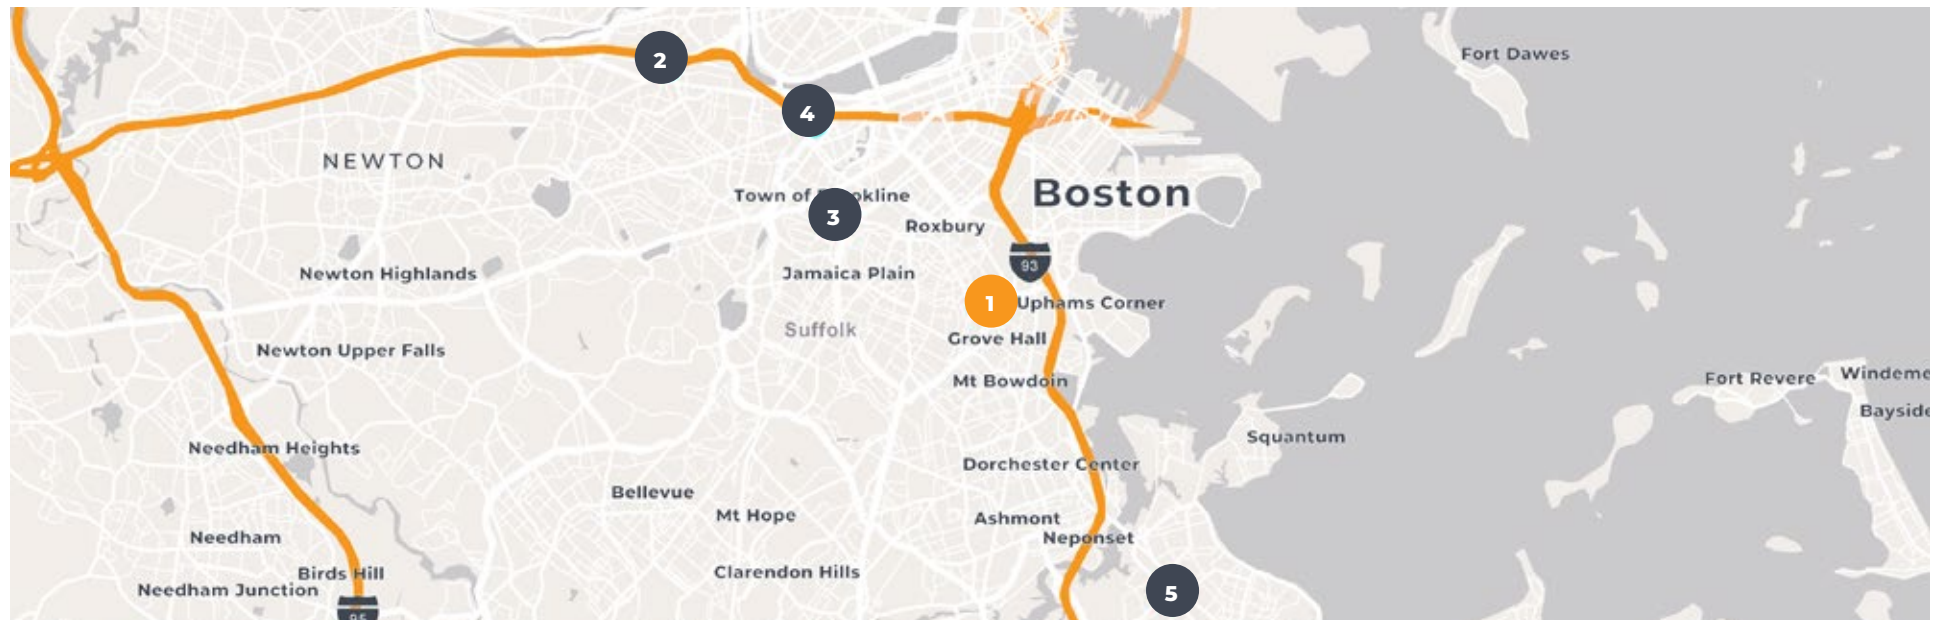 Fort Dawes
2
4
NEWTON
Boston
Town of
3
Roxbury
93
Newton Highlands
Jamaica Plain
1
Uphams Corner
Suffolk
Grove Hall
Newton Upper Falls
Mt Bowdoin
Fort Revere
Windeme
Bayside
Squantum
Needham Heights
Dorchester Center
Bellevue
Mt Hope
Ashmont
Neponset
Needham
Clarendon Hills
Birds Hill
Needham Junction
5
95